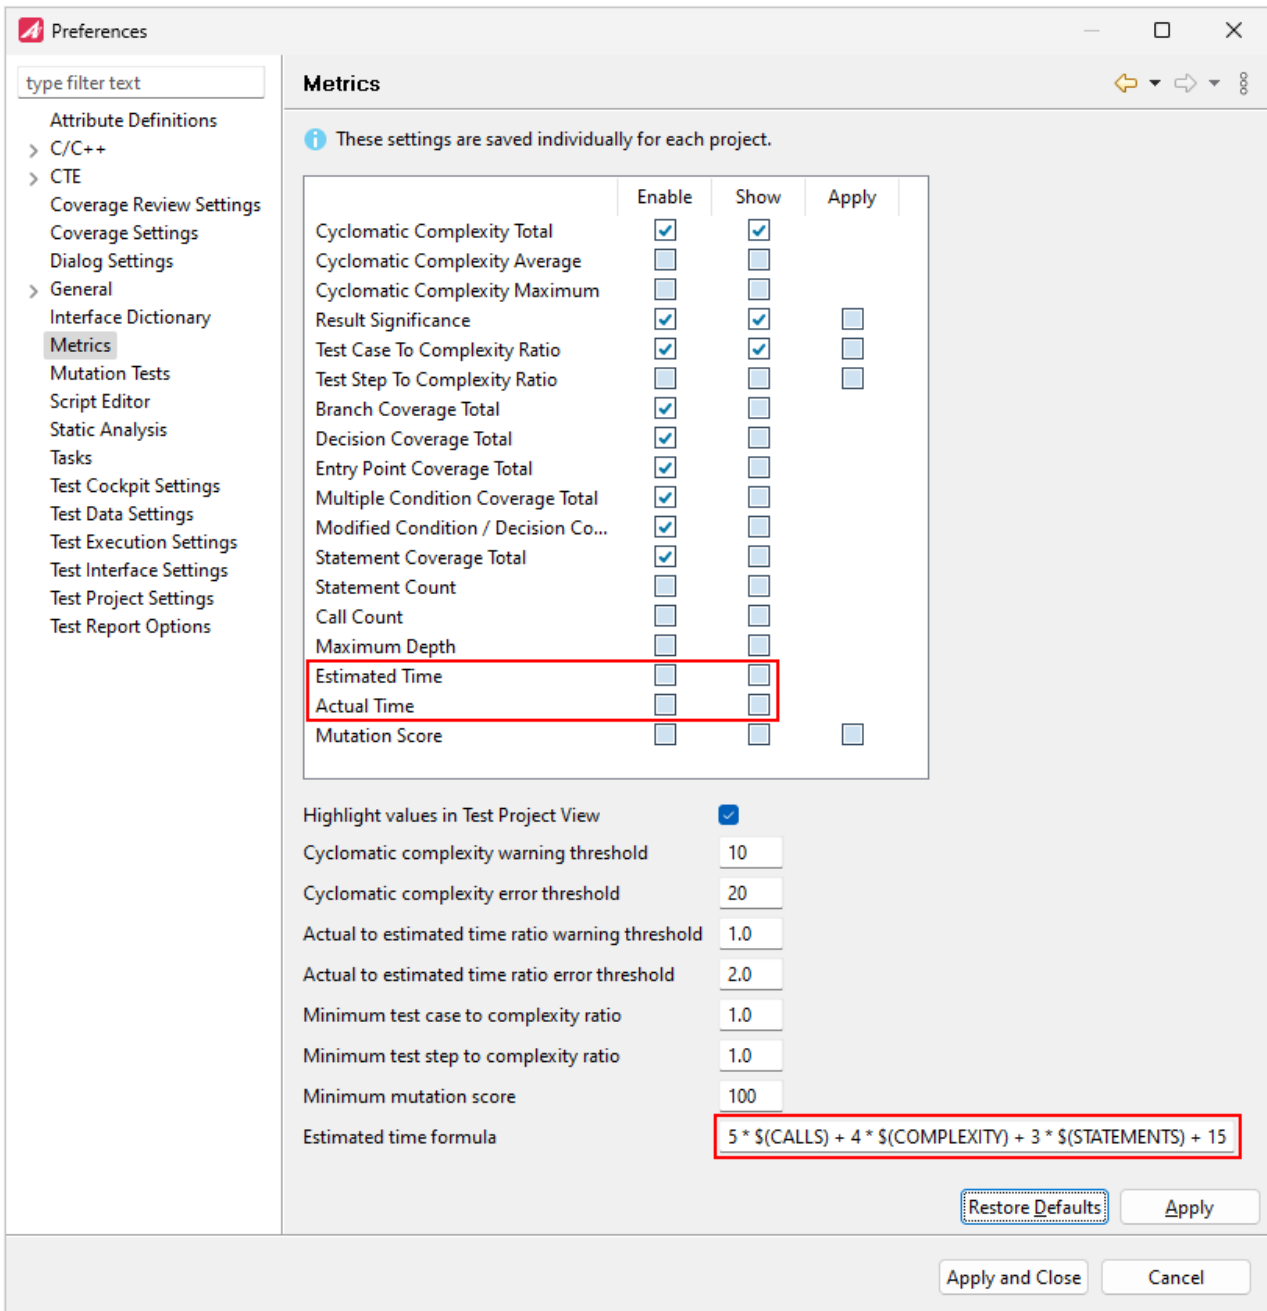 Preferences
type filter text
Attribute Definitions
C/C++
CTE
Coverage Review Settings
Coverage Settings
Dialog Settings
General
Interface Dictionary
Metrics
Mutation Tests
Script Editor
Static Analysis
Tasks
Test Cockpit Settings
Test Data Settings
Test Execution Settings
Test Interface Settings
Test Project Settings
Test Report Options
Metrics
These settings are saved individually for each project.
Enable Show Apply
Cyclomatic Complexity Total
Cyclomatic Complexity Average
Cyclomatic Complexity Maximum
Result Significance
Test Case To Complexity Ratio
Test Step To Complexity Ratio
Branch Coverage Total
Decision Coverage Total
Entry Point Coverage Total
Multiple Condition Coverage Total
Modified Condition / Decision Co...
Statement Coverage Total
Statement Count
Call Count
Maximum Depth
Estimated Time
Actual Time
Mutation Score
Highlight values in Test Project View
Cyclomatic complexity warning threshold 10
Cyclomatic complexity error threshold 20
Actual to estimated time ratio warning threshold 1.0
Actual to estimated time ratio error threshold 2.0
Minimum test case to complexity ratio 1.0
Minimum test step to complexity ratio 1.0
Minimum mutation score 100
Estimated time formula 5 * $(CALLS) + 4 * $(COMPLEXITY) + 3 * $(STATEMENTS) + 15
Restore Defaults Apply
Apply and Close Cancel